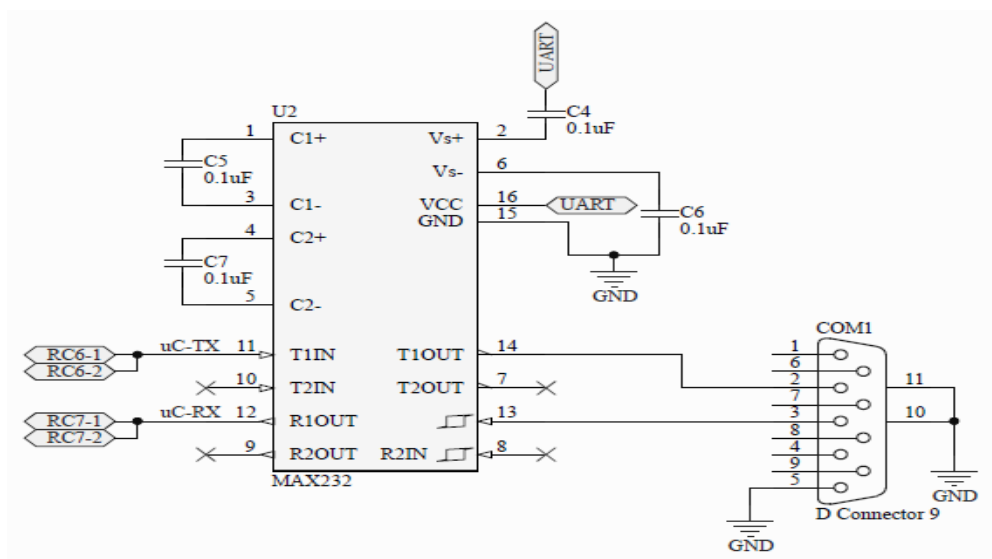 UART
U2
C4
0.1uF
1 C1+ Vs+ 2
C5
0.1uF
Vs- 6
3 C1- VCC 16 UART
GND 15
C6
0.1uF
4 C2+
C7
0.1uF
GND
5 C2-
COM1
RC6-1 uC-TX 11 T1IN T1OUT 14
RC6-2
10 T2IN T2OUT 7
RC7-1 uC-RX 12 R1OUT 13
RC7-2
9 R2OUT R2IN 8
MAX232
1
6
2
7
3
8
4
9
5
11
10
GND
D Connector 9
GND